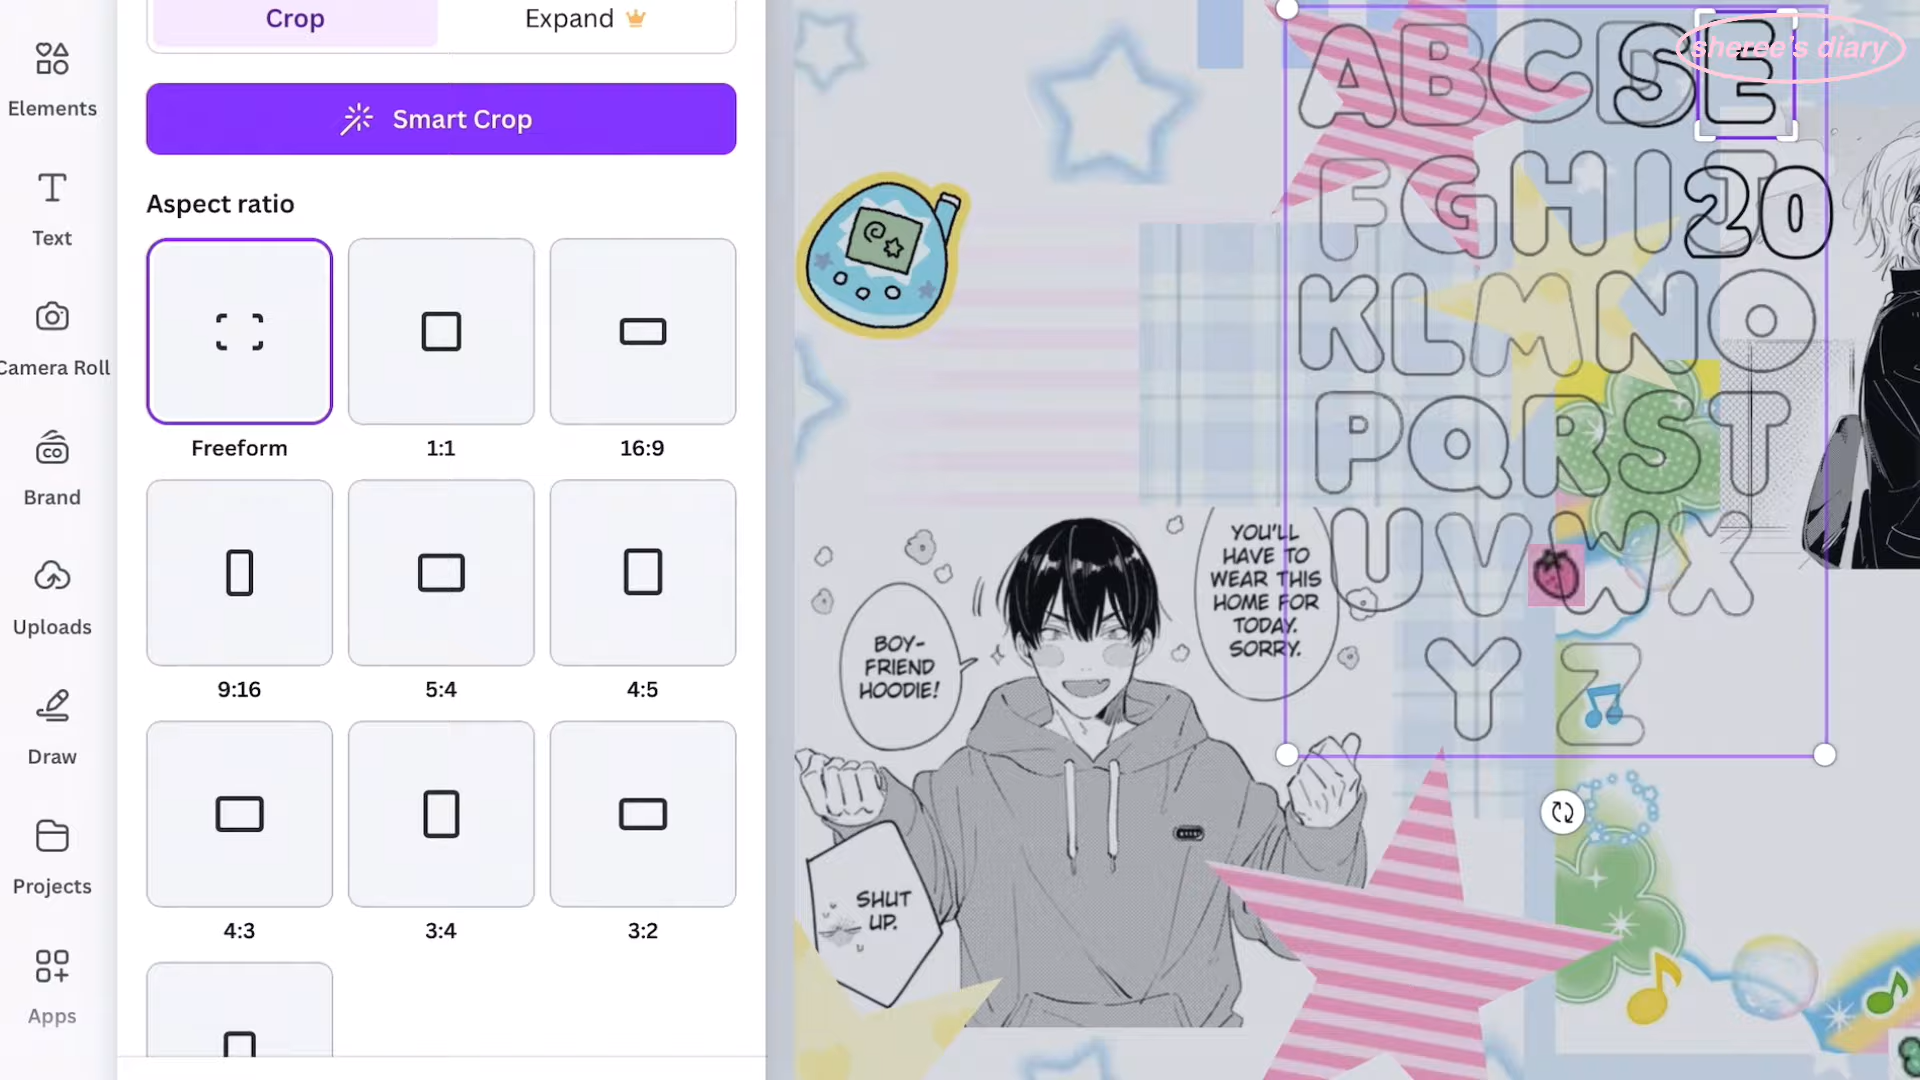 Crop
Expand
Elements
Smart Crop
Aspect ratio
Text
Freeform
1:1
16:9
Camera Roll
Brand
9:16
5:4
4:5
Uploads
Draw
4:3
3:4
3:2
Projects
Apps
sheree's diary
ABCDSE
FGHI
20
KLMNO
PQRST
UVWX
YZ
YOU'LL
HAVE TO
WEAR THIS
HOME FOR
TODAY.
SORRY.
BOY-
FRIEND
HOODIE!
SHUT
UP.